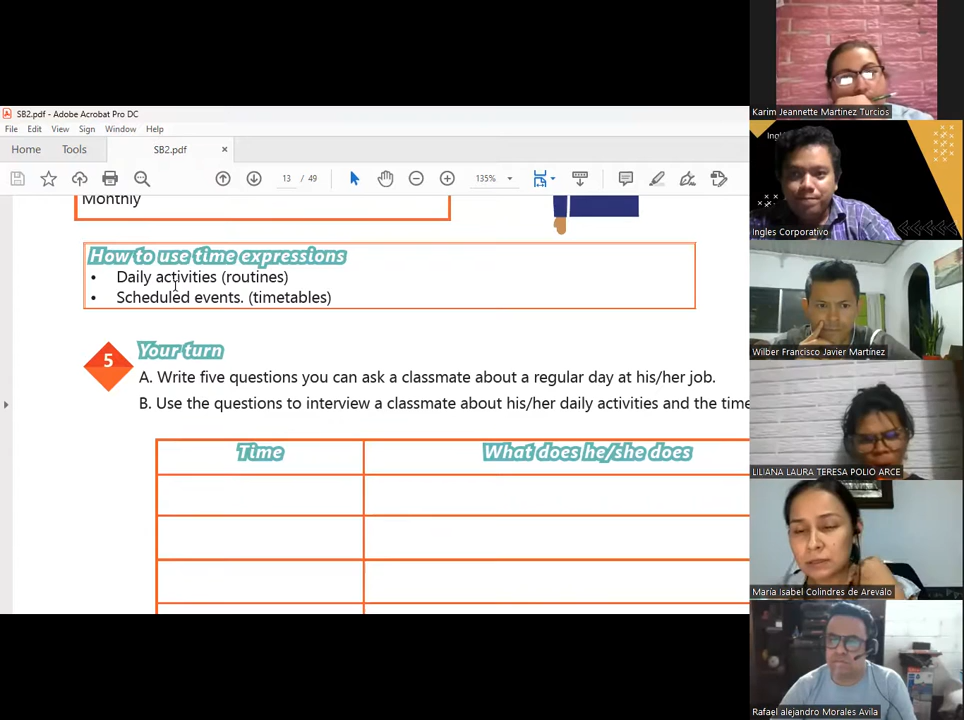 SB2.pdf - Adobe Acrobat Pro DC
File Edit View Sign Window Help
Home Tools SB2.pdf ×
13 / 49 135%
Monthly
How to use time expressions
• Daily activities (routines)
• Scheduled events. (timetables)
5 Your turn
A. Write five questions you can ask a classmate about a regular day at his/her job.
B. Use the questions to interview a classmate about his/her daily activities and the time
Time What does he/she does
Karim Jeannette Martinez Turcios
Ingles Corporativo
Wilber Francisco Javier Martínez
LILIANA LAURA TERESA POLIO ARCE
María Isabel Colindres de Arevalo
Rafael alejandro Morales Avila